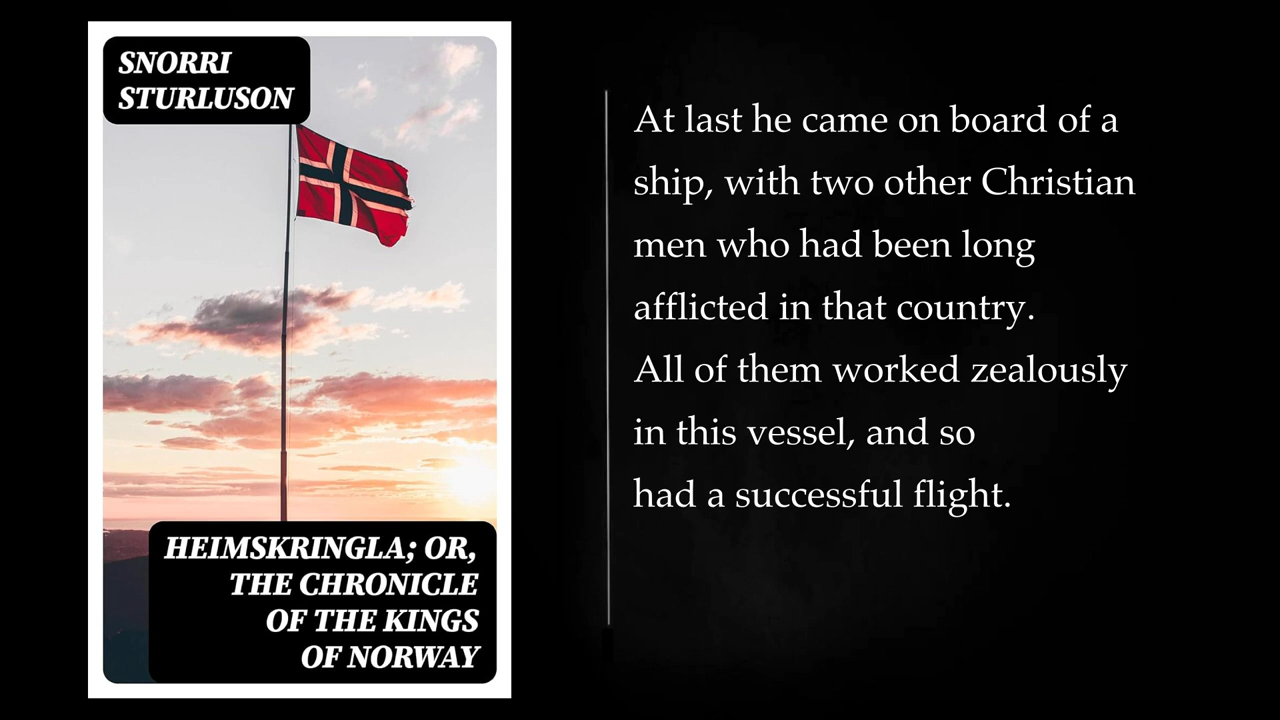 SNORRI
STURLUSON
HEIMSKRINGLA; OR,
THE CHRONICLE
OF THE KINGS
OF NORWAY
At last he came on board of a
ship, with two other Christian
men who had been long
afflicted in that country.
All of them worked zealously
in this vessel, and so
had a successful flight.